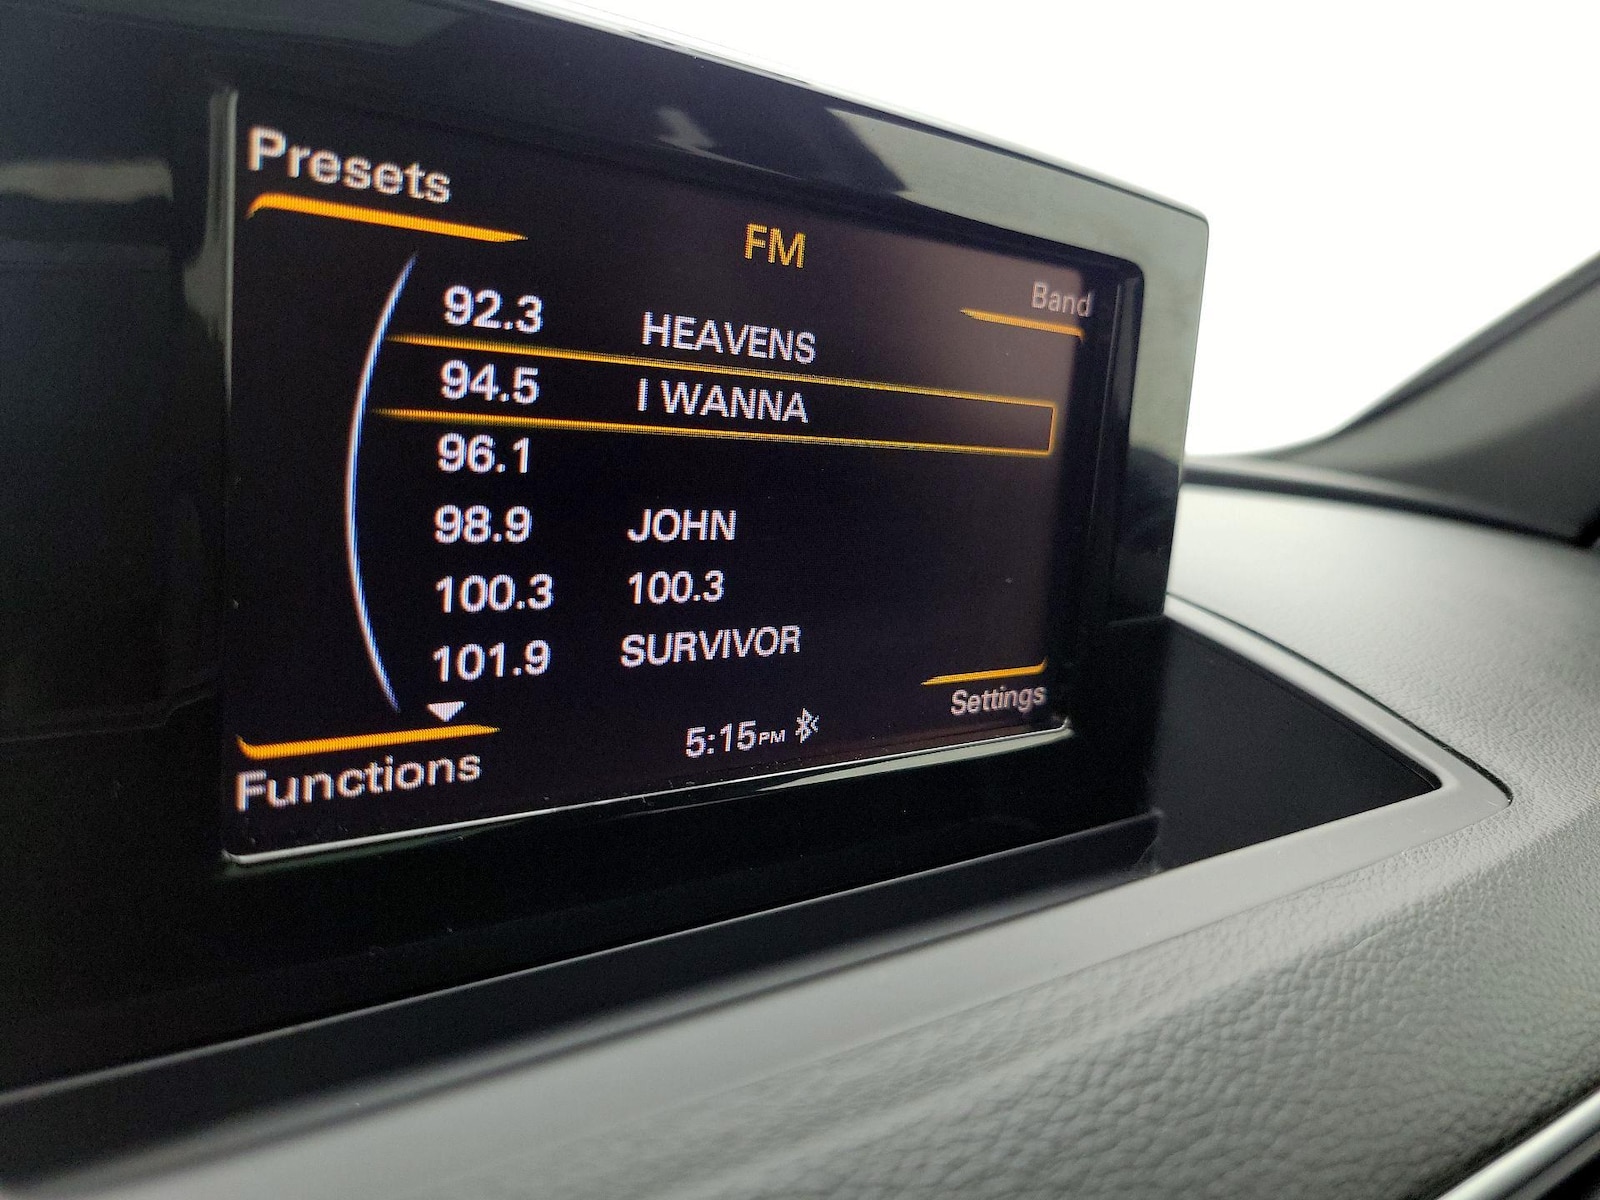 Presets
FM
Band
92.3 HEAVENS
94.5 I WANNA
96.1
98.9 JOHN
100.3 100.3
101.9 SURVIVOR
Settings
5:15PM
Functions